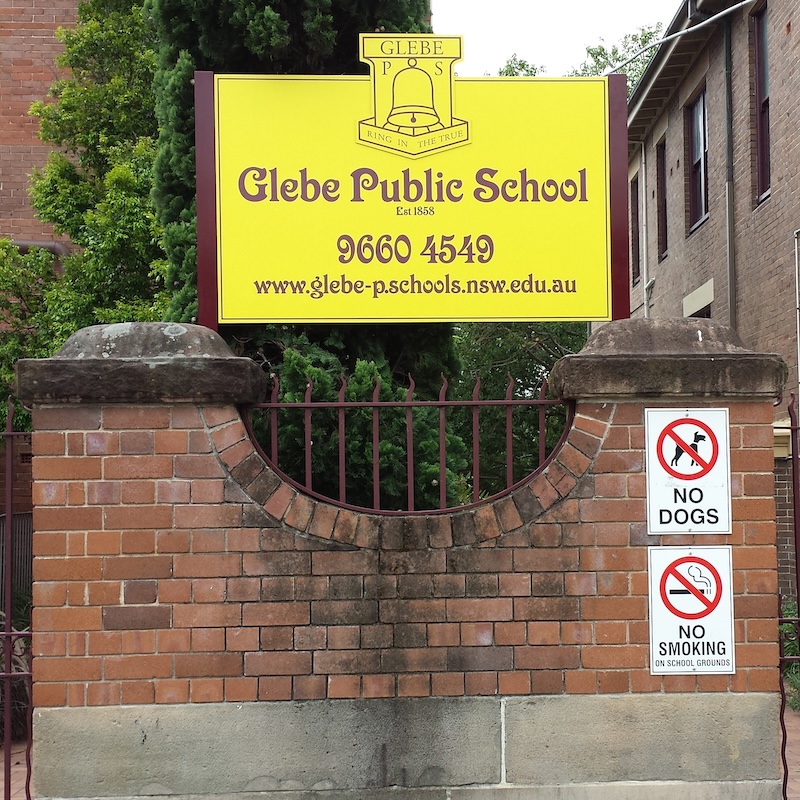 GLEBE
P S
RING IN THE TRUE
Glebe Public School
Est 1858
9660 4549
www.glebe-p.schools.nsw.edu.au
NO
DOGS
NO
SMOKING
ON SCHOOL GROUNDS